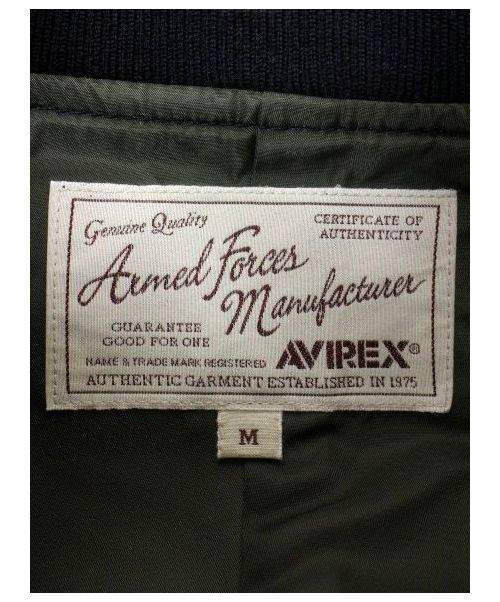 Genuine Quality
CERTIFICATE OF
AUTHENTICITY
Armed Forces
Manufacturer
GUARANTEE
GOOD FOR ONE
NAME & TRADE MARK REGISTERED
AVIREX®
AUTHENTIC GARMENT ESTABLISHED IN 1975
M